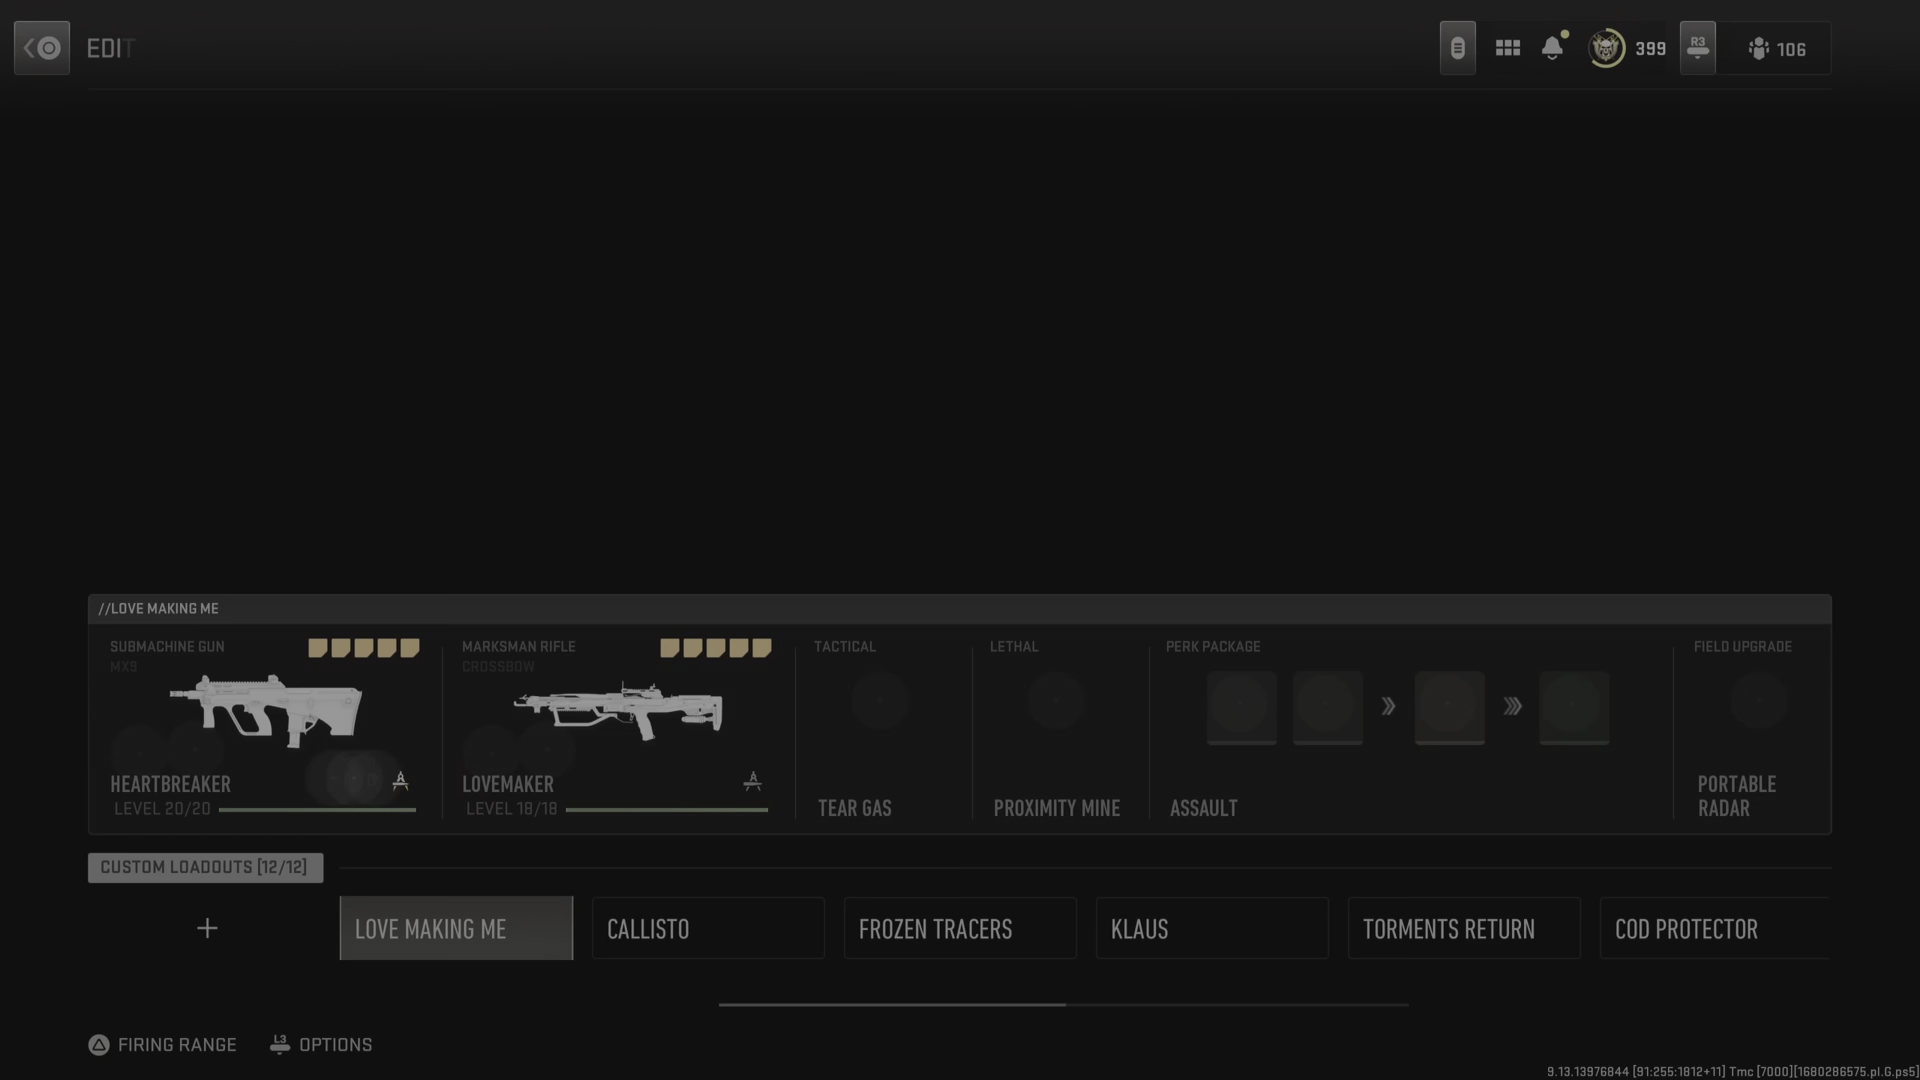 EDIT
399
R3
106
//LOVE MAKING ME
SUBMACHINE GUN
MX9
HEARTBREAKER
LEVEL 20/20
MARKSMAN RIFLE
CROSSBOW
LOVEMAKER
LEVEL 18/18
TACTICAL
TEAR GAS
LETHAL
PROXIMITY MINE
PERK PACKAGE
ASSAULT
FIELD UPGRADE
PORTABLE
RADAR
CUSTOM LOADOUTS [12/12]
+
LOVE MAKING ME
CALLISTO
FROZEN TRACERS
KLAUS
TORMENTS RETURN
COD PROTECTOR
FIRING RANGE
L3
OPTIONS
9.13.13976844 [91:255:1812+11] Tmc [7000][1680286575.pl.G.ps5]